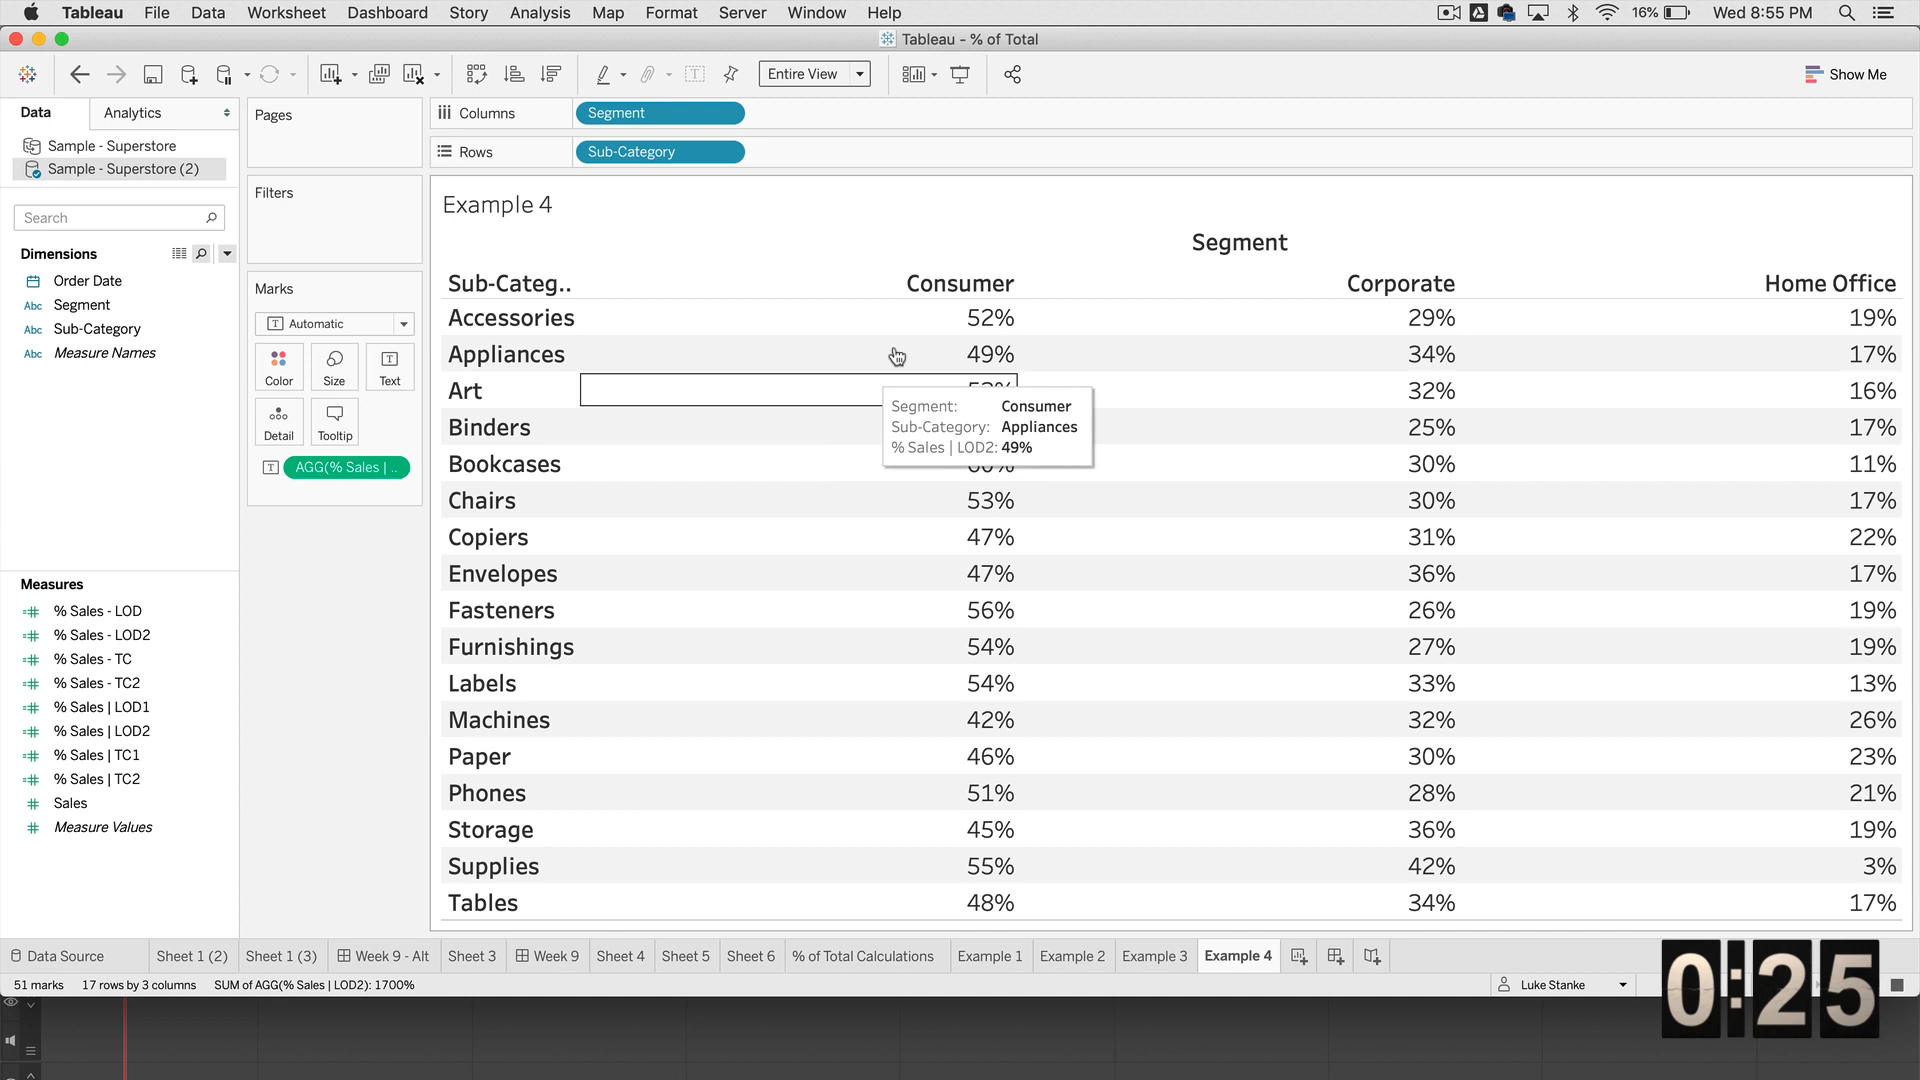 Tableau File Data Worksheet Dashboard Story Analysis Map Format Server Window Help 16% Wed 8:55 PM
Tableau - % of Total
Entire View Show Me
Data Analytics Pages Columns Segment
Sample - Superstore
Sample - Superstore (2)
Rows Sub-Category
Search
Filters
Example 4
Dimensions
Order Date
Abc Segment
Abc Sub-Category
Abc Measure Names
Marks
Automatic
Color Size Text
Detail Tooltip
AGG(% Sales | ..
Measures
% Sales - LOD
% Sales - LOD2
% Sales - TC
% Sales - TC2
% Sales | LOD1
% Sales | LOD2
% Sales | TC1
% Sales | TC2
Sales
Measure Values
Segment
Sub-Categ.. Consumer Corporate Home Office
Accessories 52% 29% 19%
Appliances 49% 34% 17%
Art 32% 16%
Binders 25% 17%
Bookcases 30% 11%
Chairs 53% 30% 17%
Copiers 47% 31% 22%
Envelopes 47% 36% 17%
Fasteners 56% 26% 19%
Furnishings 54% 27% 19%
Labels 54% 33% 13%
Machines 42% 32% 26%
Paper 46% 30% 23%
Phones 51% 28% 21%
Storage 45% 36% 19%
Supplies 55% 42% 3%
Tables 48% 34% 17%
Segment: Consumer
Sub-Category: Appliances
% Sales | LOD2: 49%
Data Source Sheet 1 (2) Sheet 1 (3) Week 9 - Alt Sheet 3 Week 9 Sheet 4 Sheet 5 Sheet 6 % of Total Calculations Example 1 Example 2 Example 3 Example 4
51 marks 17 rows by 3 columns SUM of AGG(% Sales | LOD2): 1700% Luke Stanke
0:25